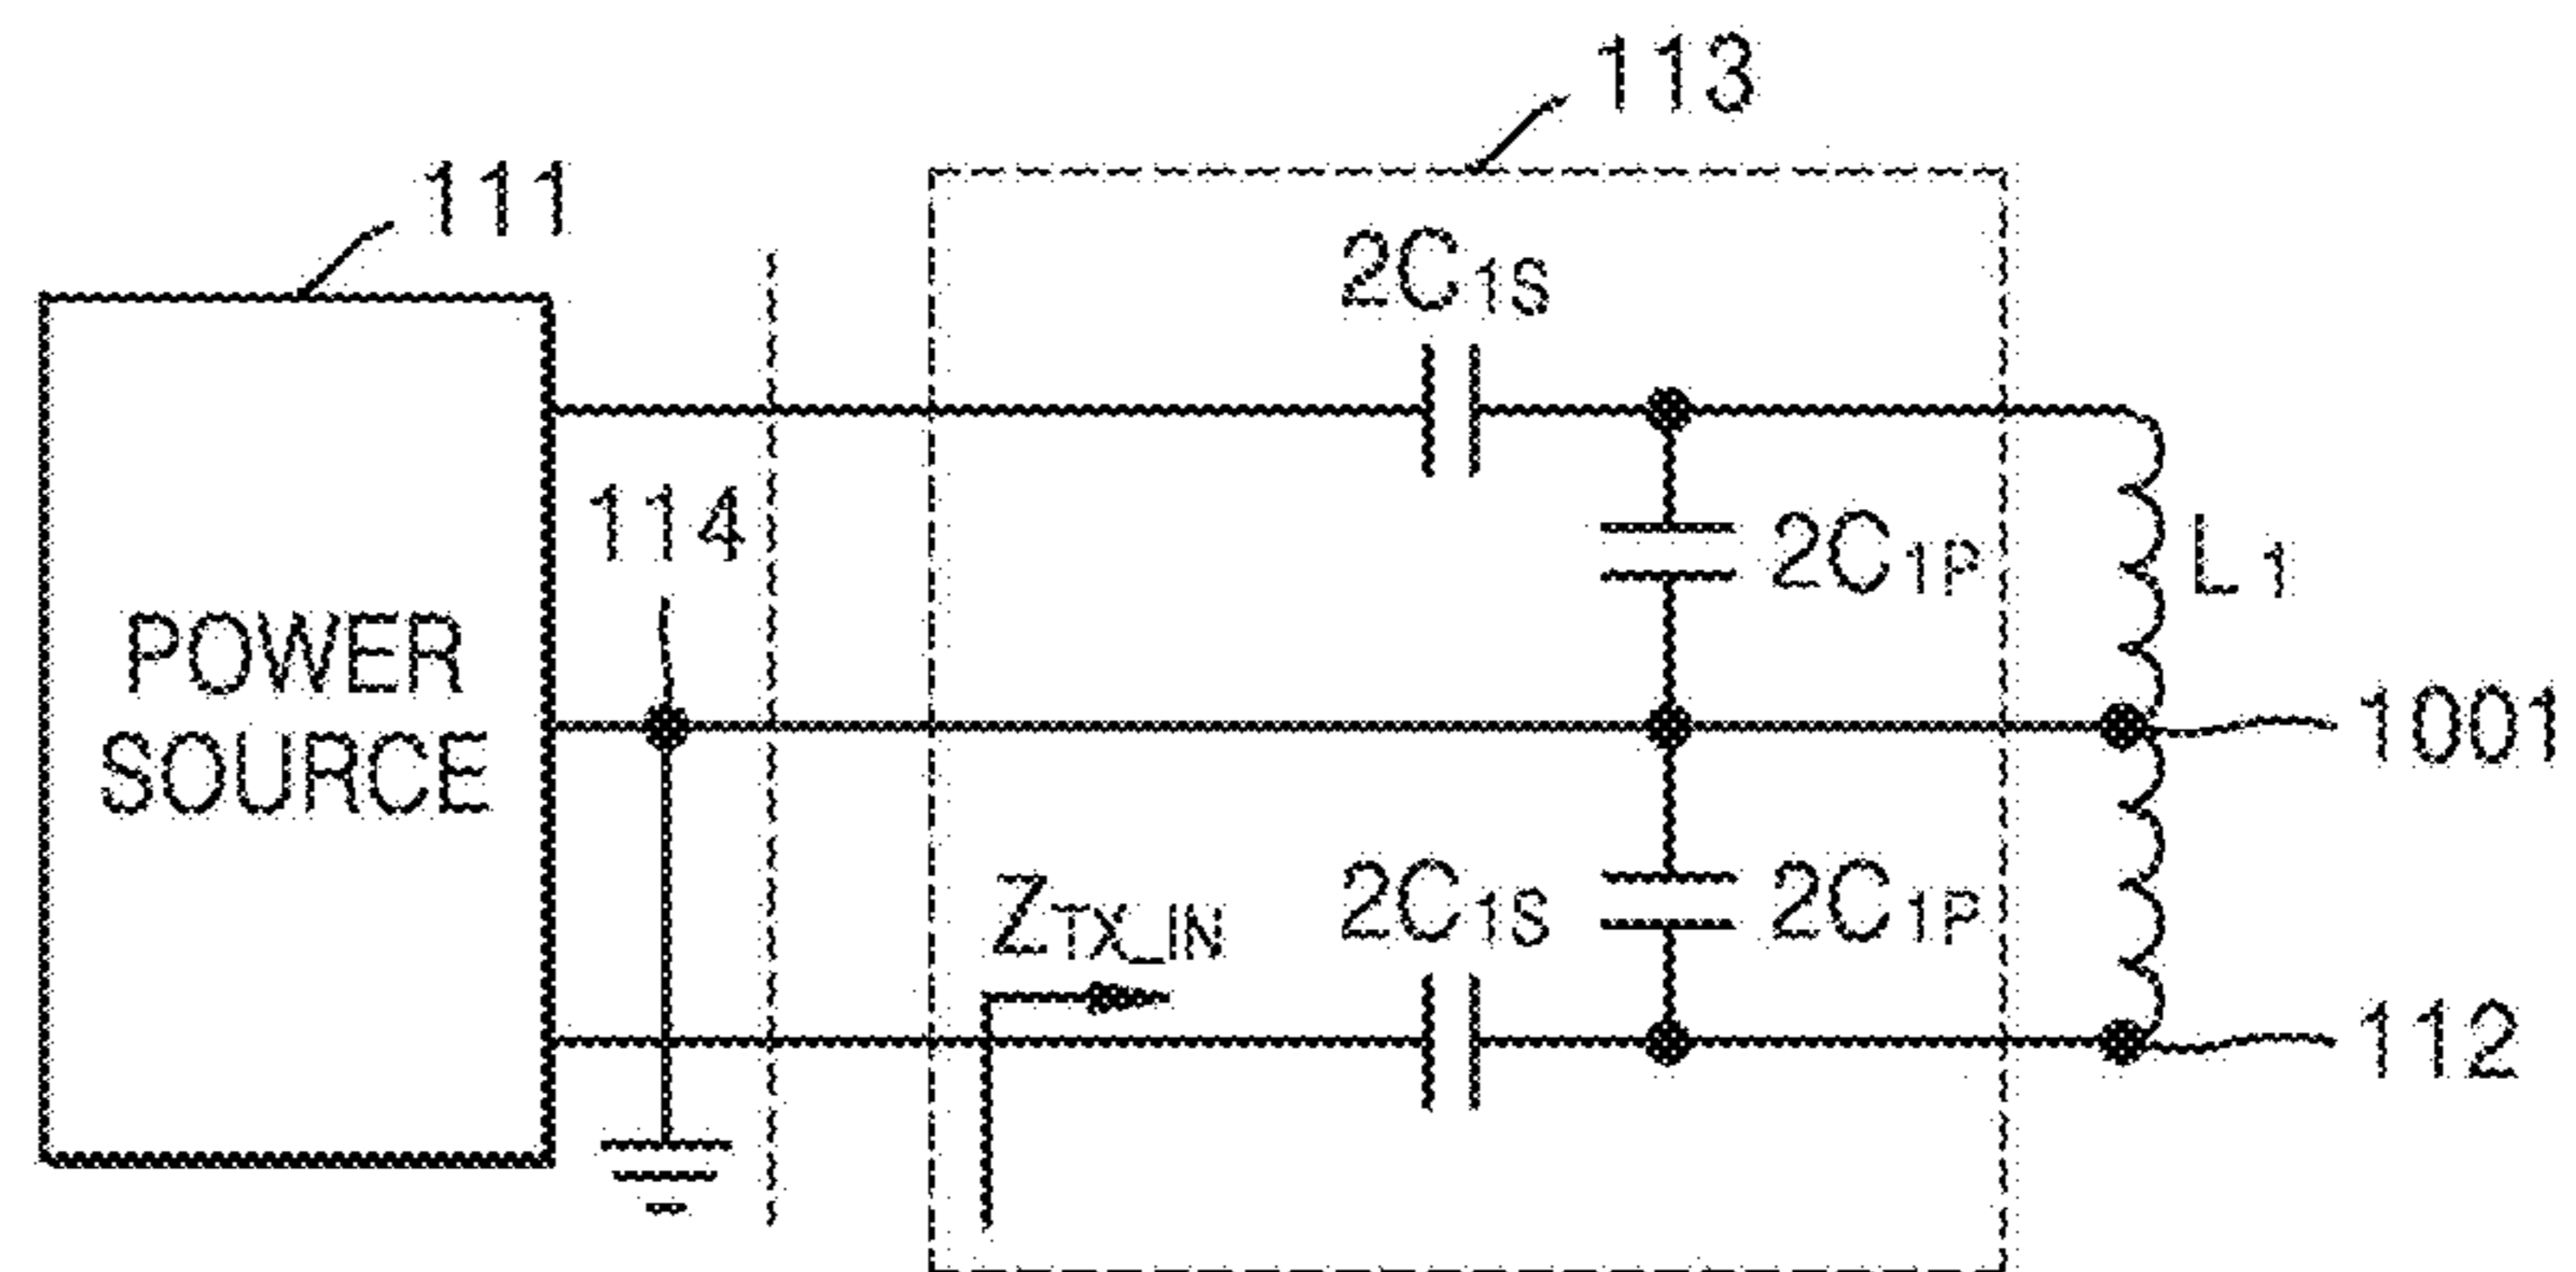 113
111
2C1S
114
2C1P
L1
POWER
SOURCE
1001
ZTX_IN
2C1S
2C1P
112